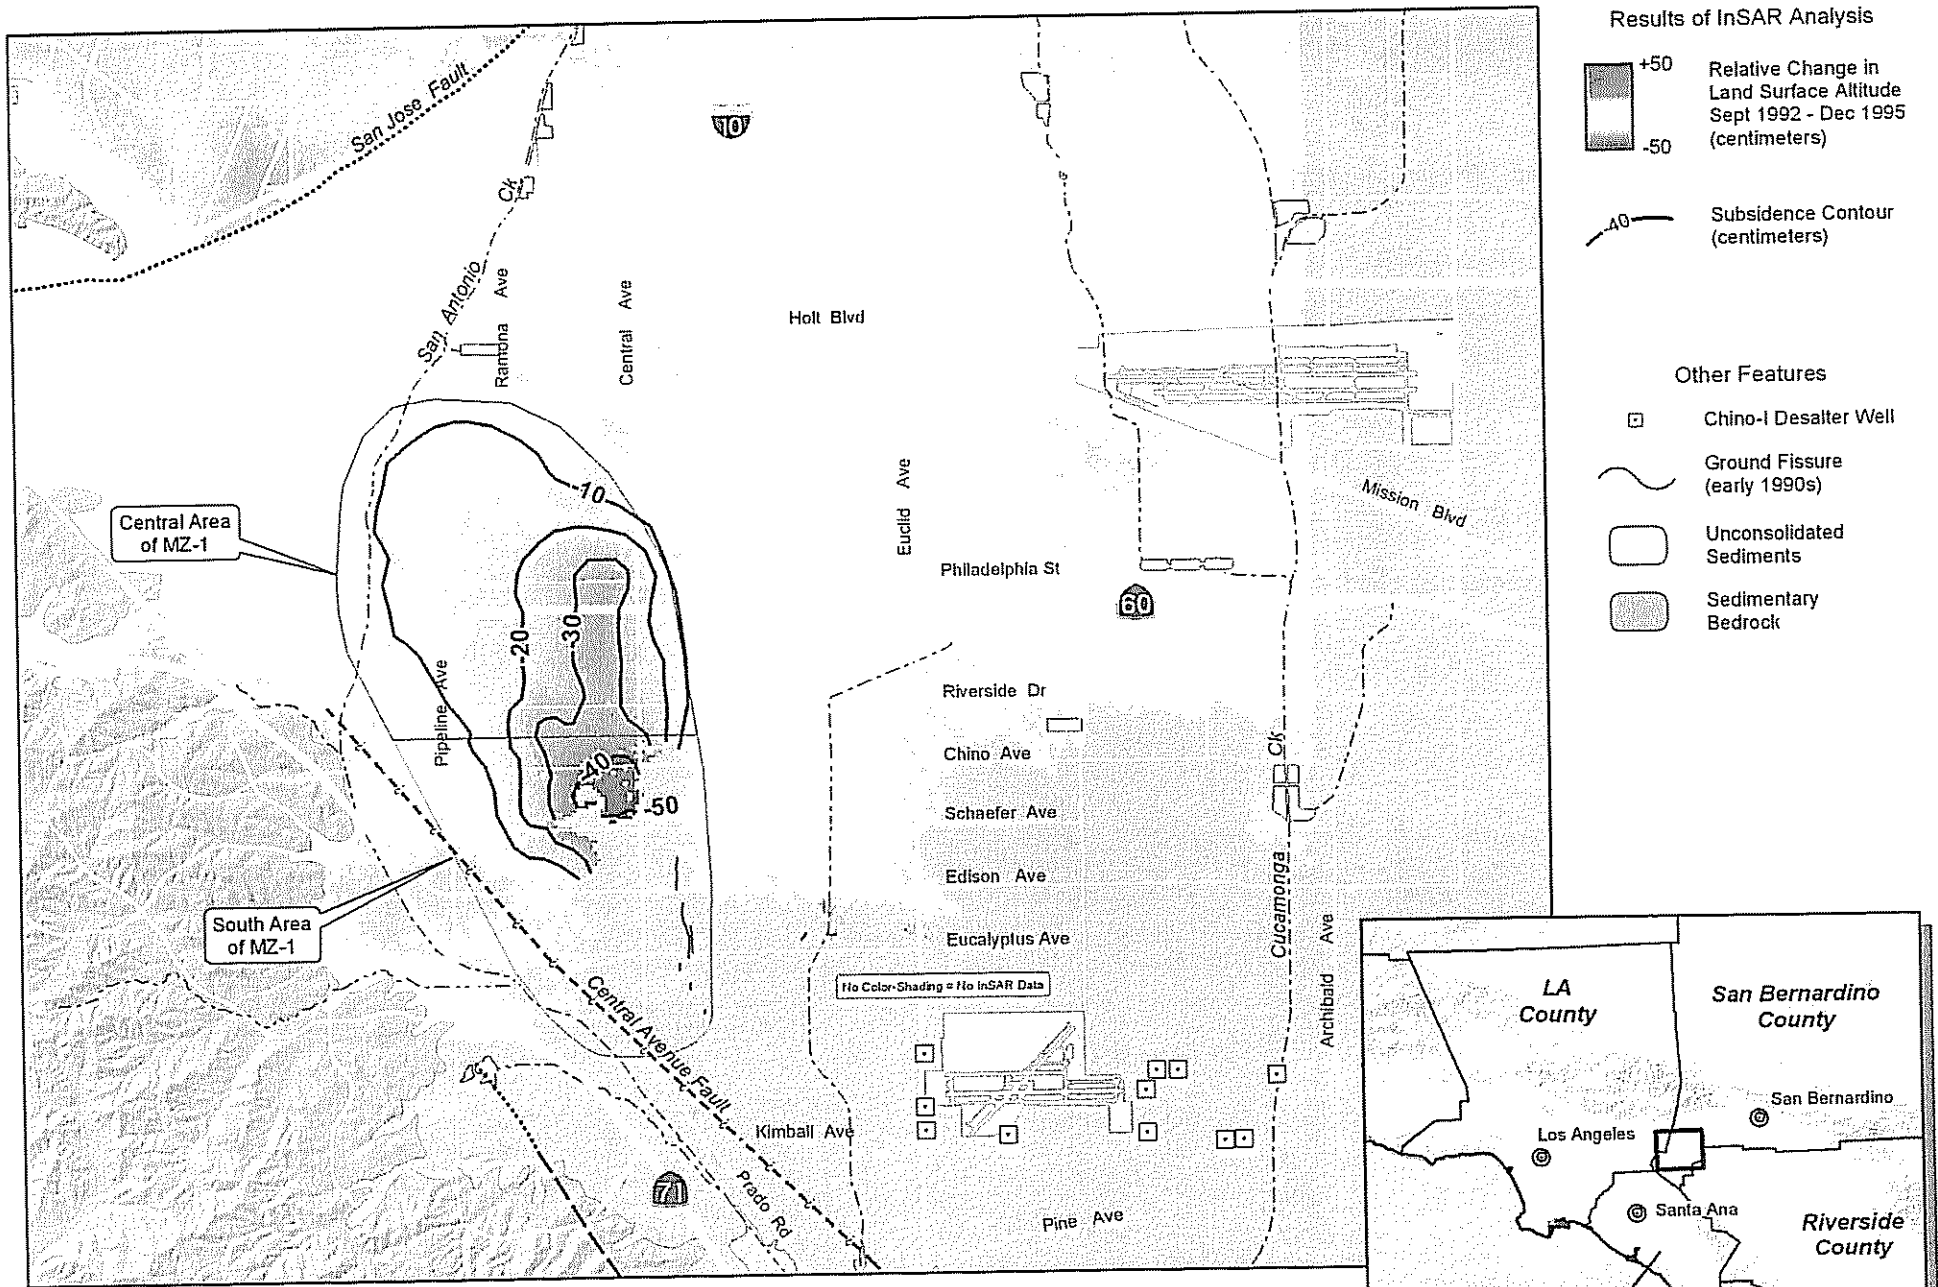 Results of InSAR Analysis
+50
-50
Relative Change in
Land Surface Altitude
Sept 1992 - Dec 1995
(centimeters)
-40
Subsidence Contour
(centimeters)
Other Features
Chino-I Desalter Well
Ground Fissure
(early 1990s)
Unconsolidated
Sediments
Sedimentary
Bedrock
San Jose Fault
10
San Antonio
Ck
Ramona Ave
Central Ave
Holt Blvd
Euclid Ave
Mission Blvd
Central Area
of MZ-1
-10
-20
-30
-40
-50
Philadelphia St
60
Pipeline Ave
Riverside Dr
Chino Ave
Schaefer Ave
Edison Ave
Eucalyptus Ave
Cucamonga
Ck
Archibald Ave
South Area
of MZ-1
No Color-Shading = No InSAR Data
Central Avenue Fault
Kimball Ave
71
Prado Rd
Pine Ave
LA
County
San Bernardino
County
San Bernardino
Los Angeles
Santa Ana
Riverside
County